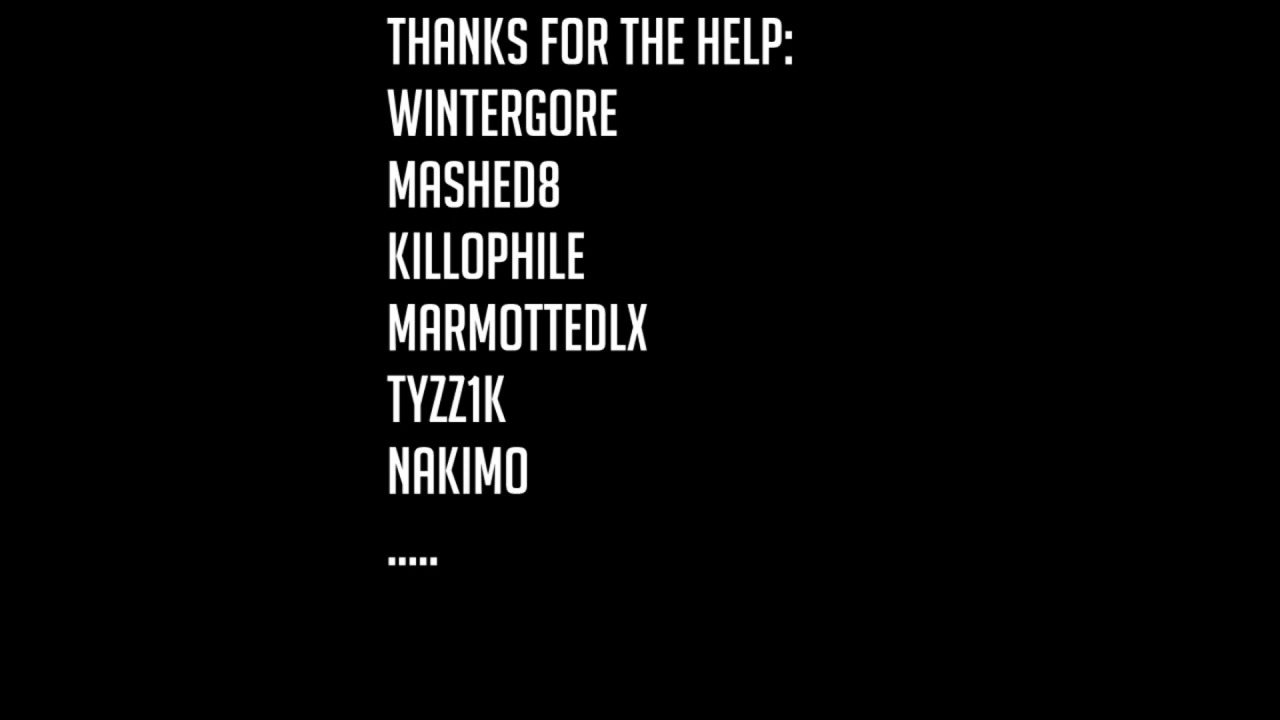 THANKS FOR THE HELP:
WINTERGORE
MASHED8
KILLOPHILE
MARMOTTEDLX
TYZZ1K
NAKIMO
.....